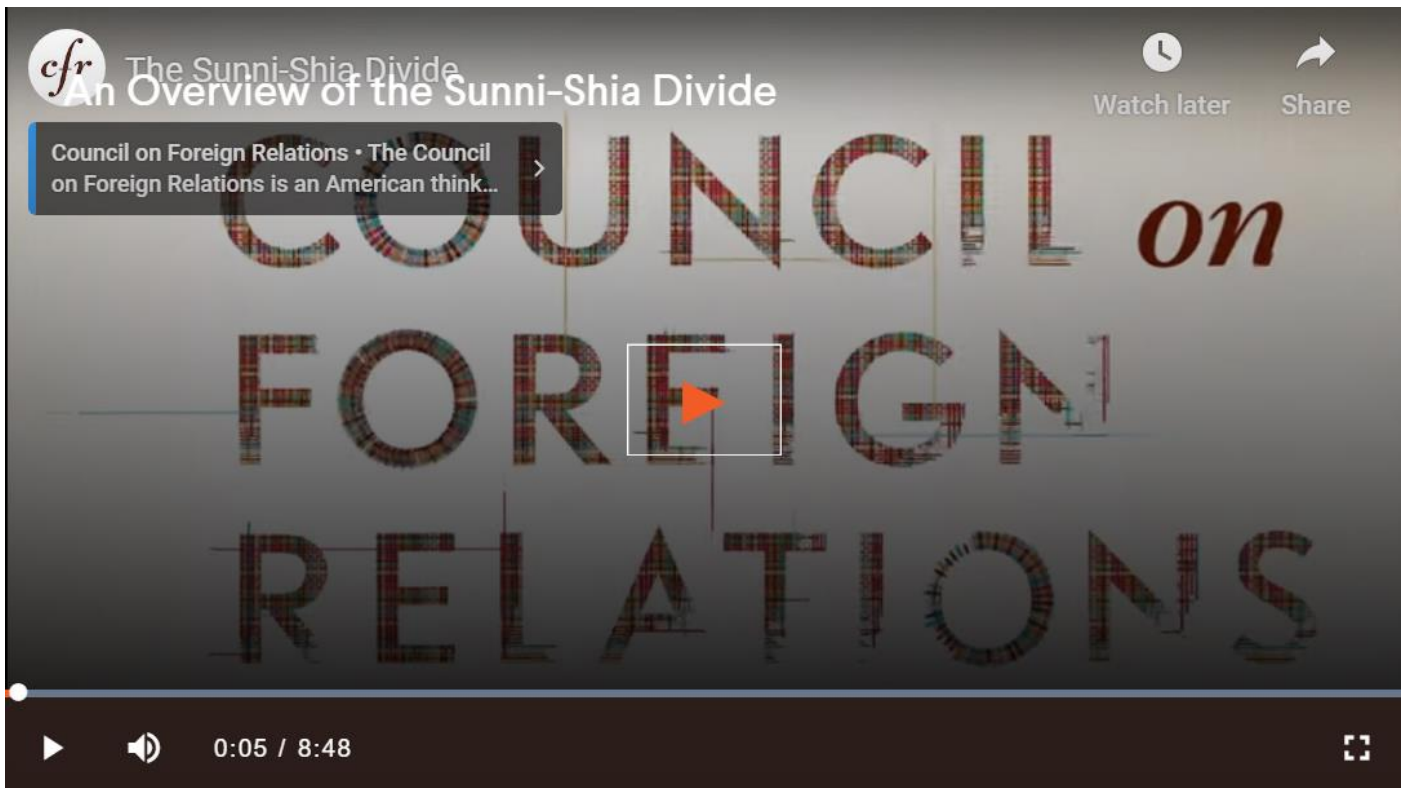 cfr
The Sunni-Shia Divide
An Overview of the Sunni-Shia Divide
Watch later
Share
Council on Foreign Relations • The Council
on Foreign Relations is an American think...
COUNCIL on
FOREIGN
RELATIONS
0:05 / 8:48